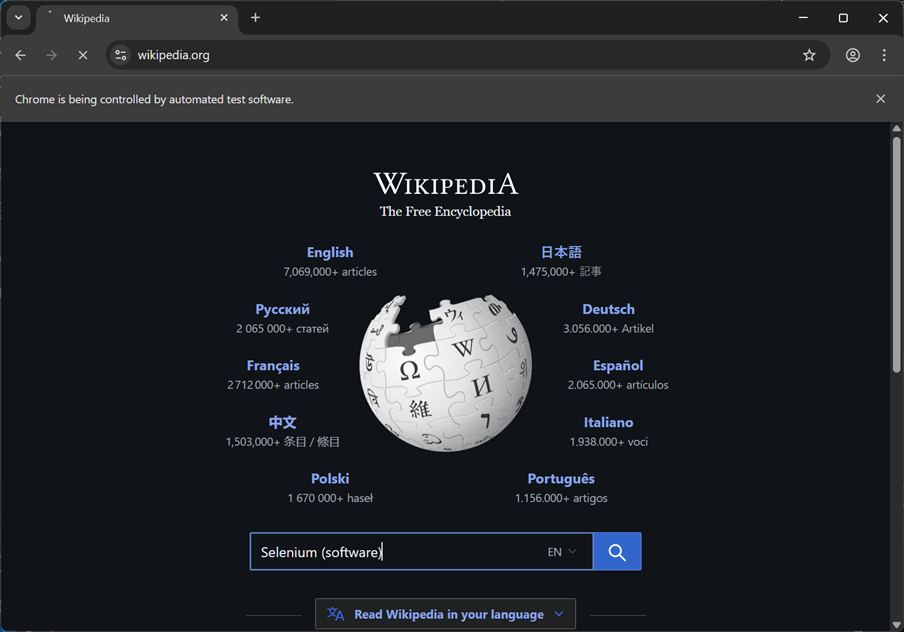 Wikipedia
wikipedia.org
Chrome is being controlled by automated test software.
WIKIPEDIA
The Free Encyclopedia
English
7,069,000+ articles
日本語
1,475,000+ 記事
Русский
2 065 000+ статей
Deutsch
3.056.000+ Artikel
Français
2 712 000+ articles
Español
2.065.000+ artículos
中文
1,503,000+ 条目 / 條目
Italiano
1.938.000+ voci
Polski
1 670 000+ haseł
Português
1.156.000+ artigos
Ω
W
ウィ
И
維
7
Selenium (software)
EN
Read Wikipedia in your language